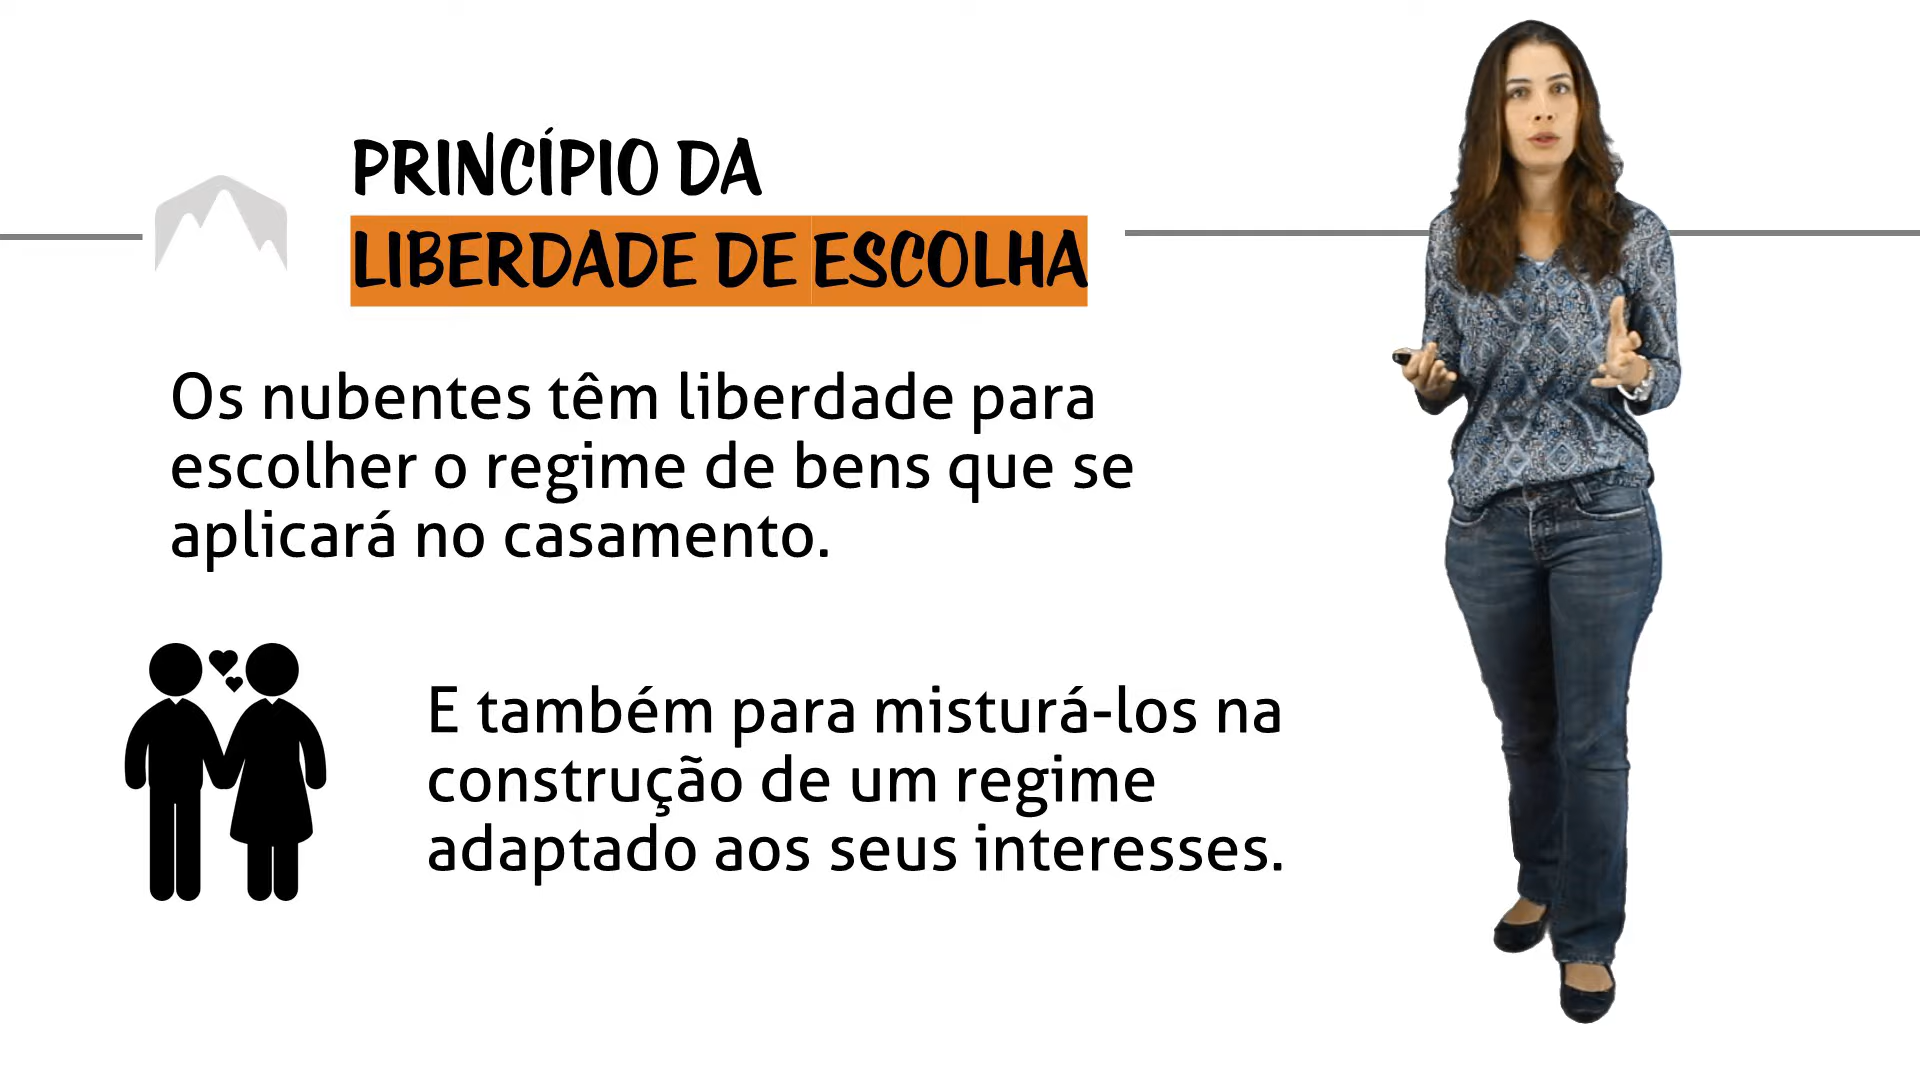 PRINCÍPIO DA
LIBERDADE DE ESCOLHA
Os nubentes têm liberdade para
escolher o regime de bens que se
aplicará no casamento.
E também para misturá-los na
construção de um regime
adaptado aos seus interesses.